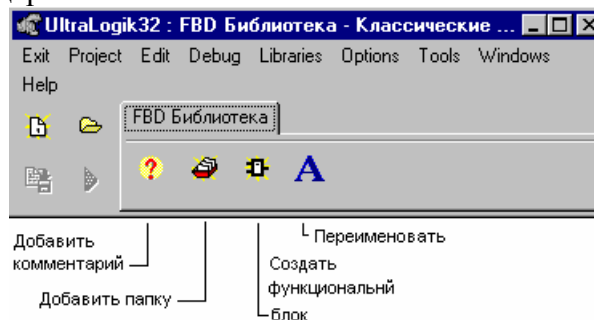 UltraLogik32 : FBD Библиотека - Классические ...
Exit Project Edit Debug Libraries Options Tools Windows
Help
FBD Библиотека
? A
Переименовать
Добавить
комментарий
Создать
функциональнй
Добавить папку
блок